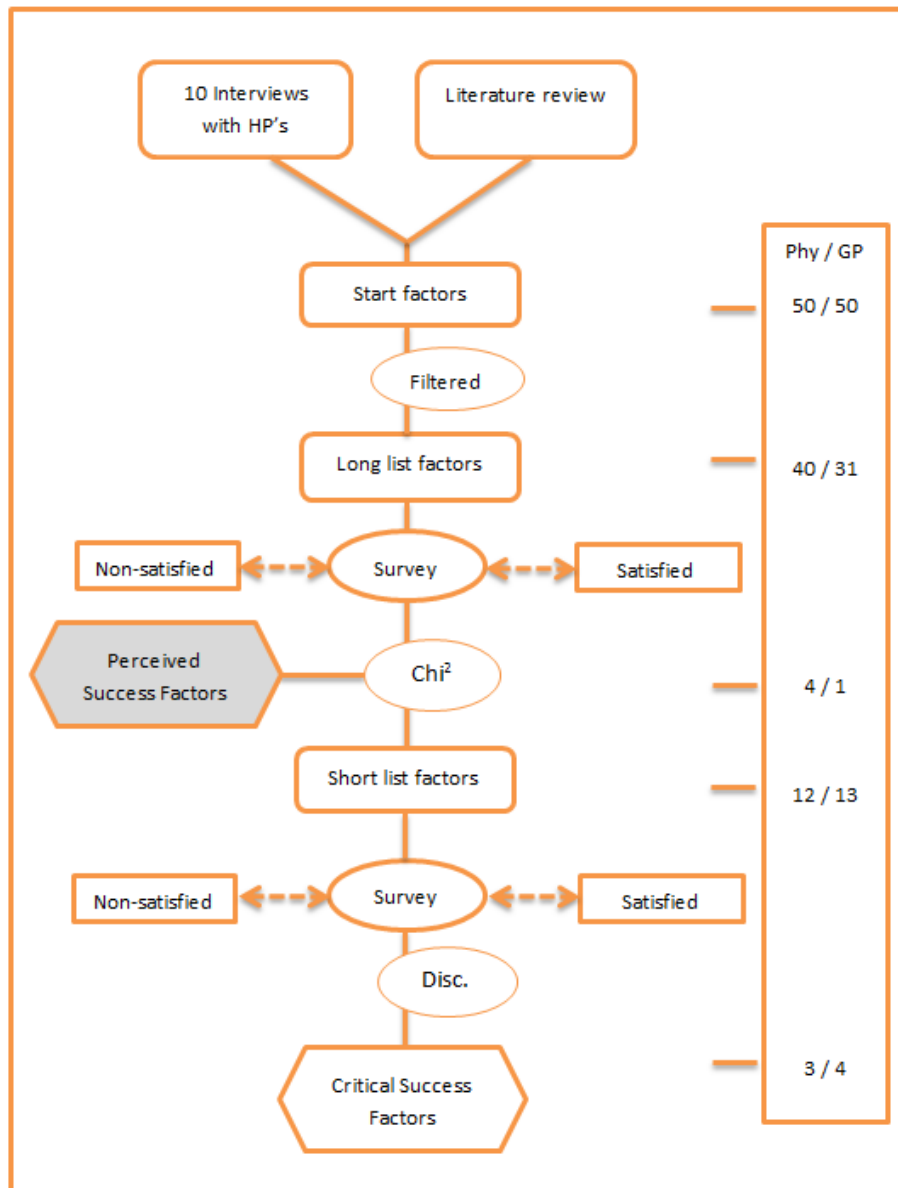 10 Interviews
with HP's
Literature review
Phy / GP
Start factors
50 / 50
Filtered
Long list factors
40 / 31
Non-satisfied
Survey
Satisfied
Perceived
Success Factors
Chi²
4 / 1
Short list factors
12 / 13
Non-satisfied
Survey
Satisfied
Disc.
Critical Success
Factors
3 / 4